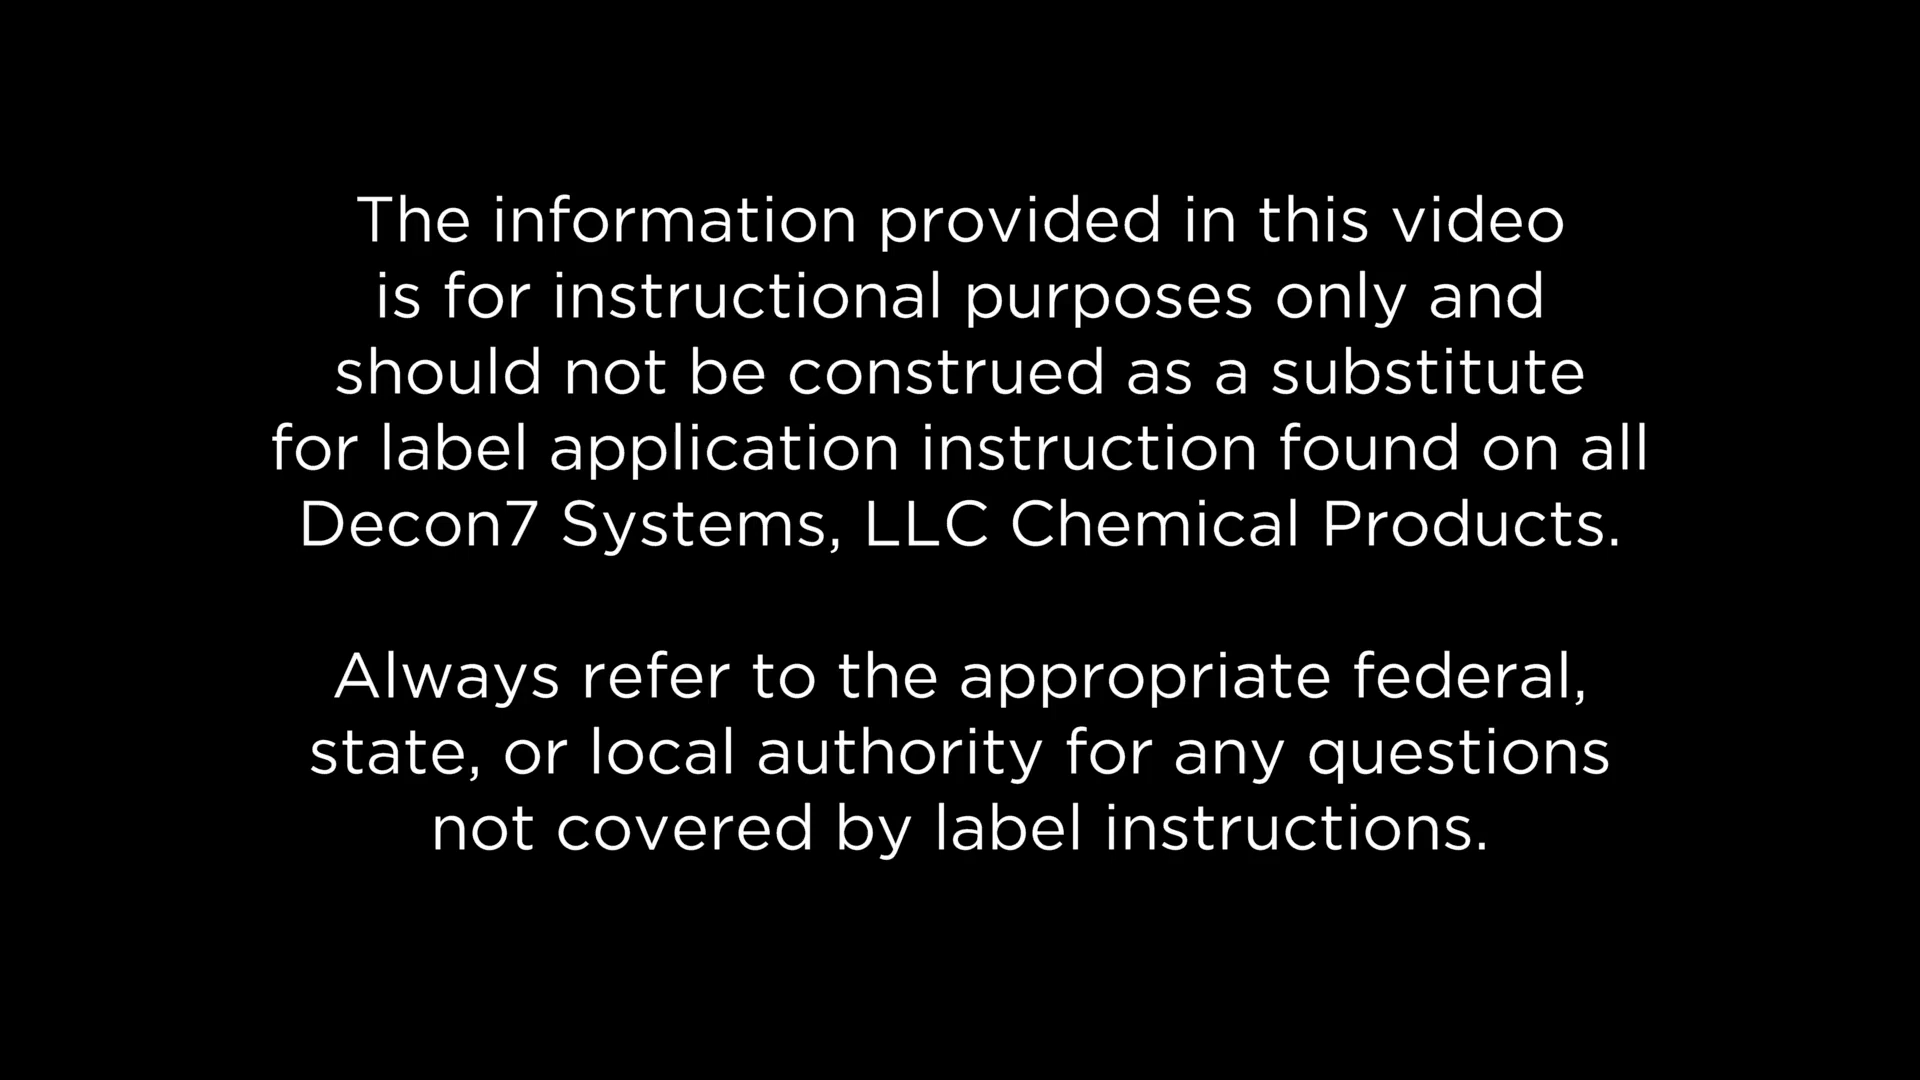 The information provided in this video
is for instructional purposes only and
should not be construed as a substitute
for label application instruction found on all
Decon7 Systems, LLC Chemical Products.
Always refer to the appropriate federal,
state, or local authority for any questions
not covered by label instructions.